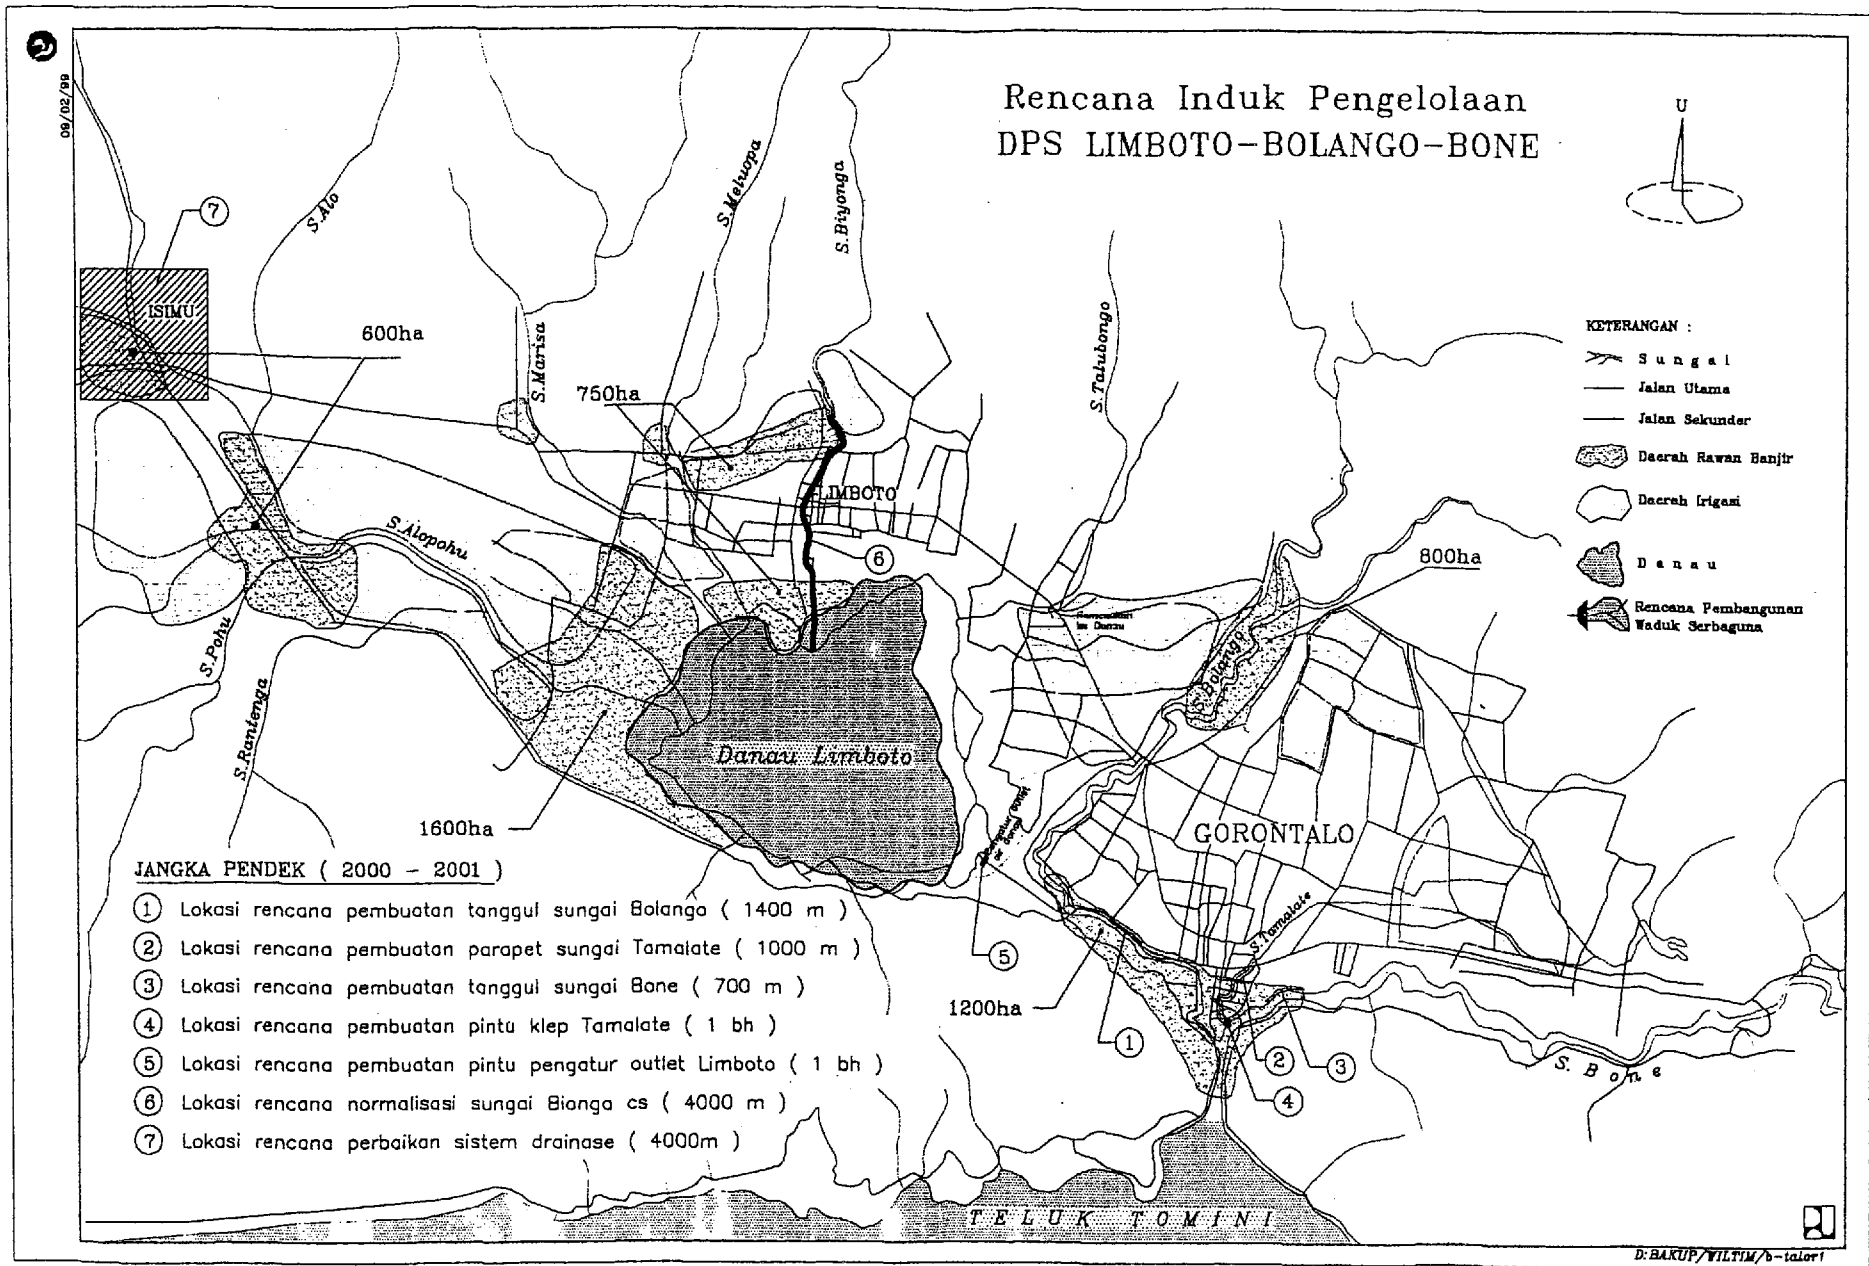 Rencana Induk Pengelolaan
DPS LIMBOTO-BOLANGO-BONE
U
09/02/99
7
ISIMU
S.Alo
600ha
S.Marisa
S.Meluopa
S.Biyonga
750ha
LIMBOTO
6
S.Talubongo
800ha
S.Alopohu
S.Pohu
S.Rantenga
S.Bolango
Danau Limboto
1600ha
GORONTALO
S.Tamalate
5
1200ha
1
2
3
4
S. Bone
TELUK TOMINI
KETERANGAN :
Sungai
Jalan Utama
Jalan Sekunder
Daerah Rawan Banjir
Daerah Irigasi
Danau
Rencana Pembangunan
Waduk Serbaguna
JANGKA PENDEK ( 2000 - 2001 )
1 Lokasi rencana pembuatan tanggul sungai Bolango ( 1400 m )
2 Lokasi rencana pembuatan parapet sungai Tamalate ( 1000 m )
3 Lokasi rencana pembuatan tanggul sungai Bone ( 700 m )
4 Lokasi rencana pembuatan pintu klep Tamalate ( 1 bh )
5 Lokasi rencana pembuatan pintu pengatur outlet Limboto ( 1 bh )
6 Lokasi rencana normalisasi sungai Bionga cs ( 4000 m )
7 Lokasi rencana perbaikan sistem drainase ( 4000m )
D:BAKUP/WILTIM/b-talor1